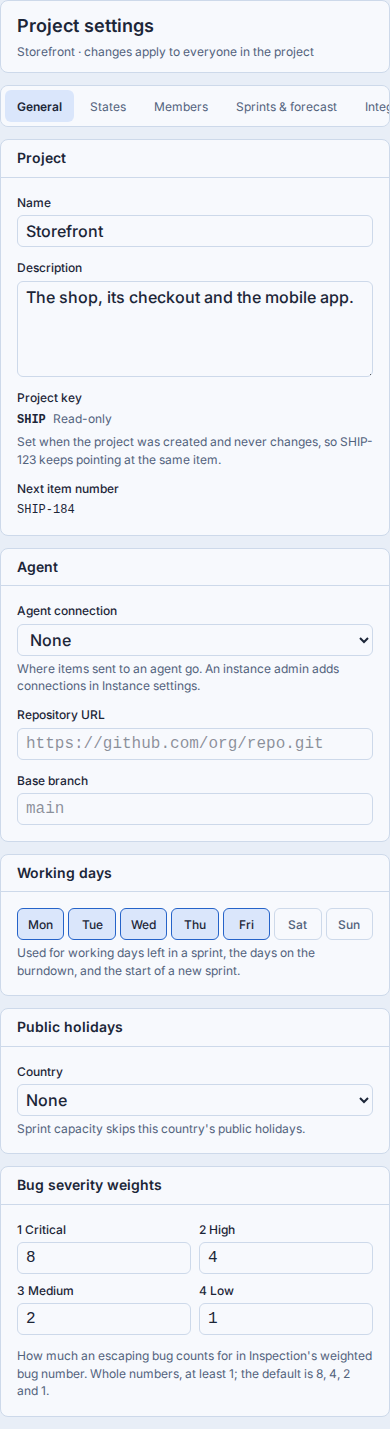 Project settings
Storefront · changes apply to everyone in the project
General States Members Sprints & forecast
Project
Name
Storefront
Description
The shop, its checkout and the mobile app.
Project key
SHIP Read-only
Set when the project was created and never changes, so SHIP-
123 keeps pointing at the same item.
Next item number
SHIP-184
Agent
Agent connection
None
Where items sent to an agent go. An instance admin adds
connections in Instance settings.
Repository URL
https://github.com/org/repo.git
Base branch
main
Working days
Mon Tue Wed Thu Fri Sat Sun
Used for working days left in a sprint, the days on the
burndown, and the start of a new sprint.
Public holidays
Country
None
Sprint capacity skips this country's public holidays.
Bug severity weights
1 Critical 2 High
8 4
3 Medium 4 Low
2 1
How much an escaping bug counts for in Inspection's weighted
bug number. Whole numbers, at least 1; the default is 8, 4, 2
and 1.